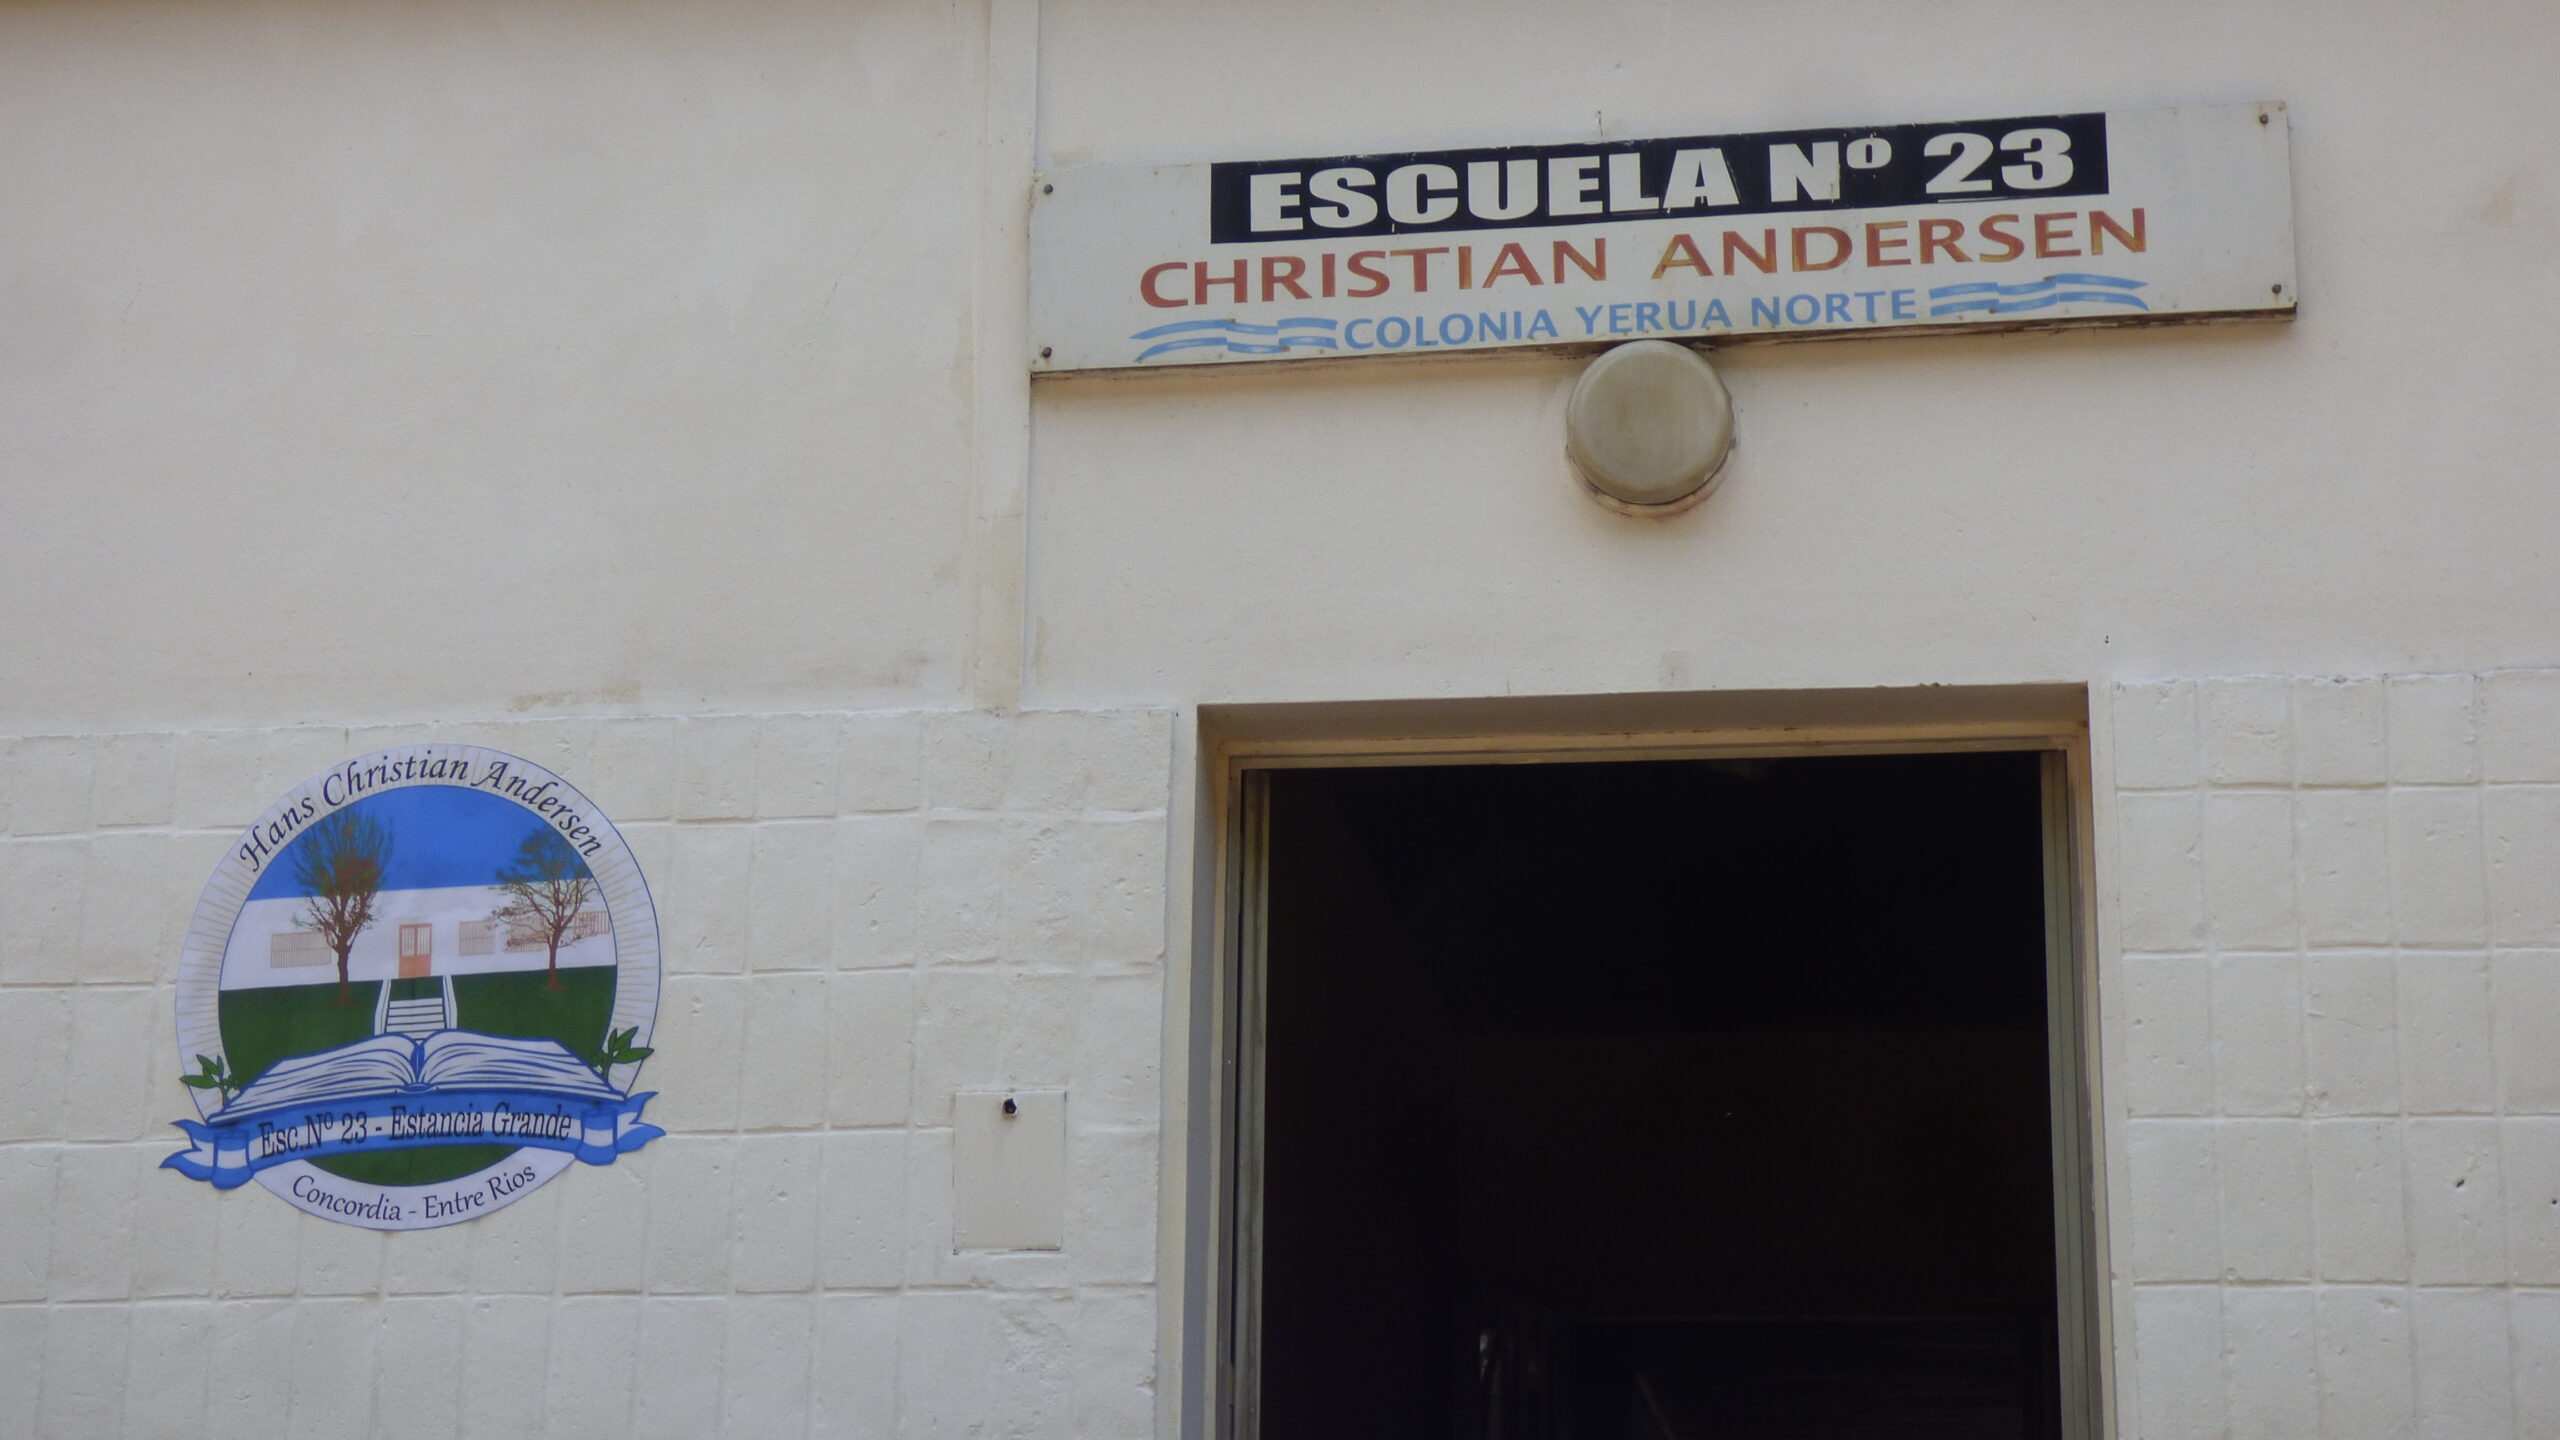 ESCUELA Nº 23
CHRISTIAN ANDERSEN
COLONIA YERUA NORTE
Hans Christian Andersen
Esc.Nº 23 - Estancia Grande
Concordia - Entre Rios